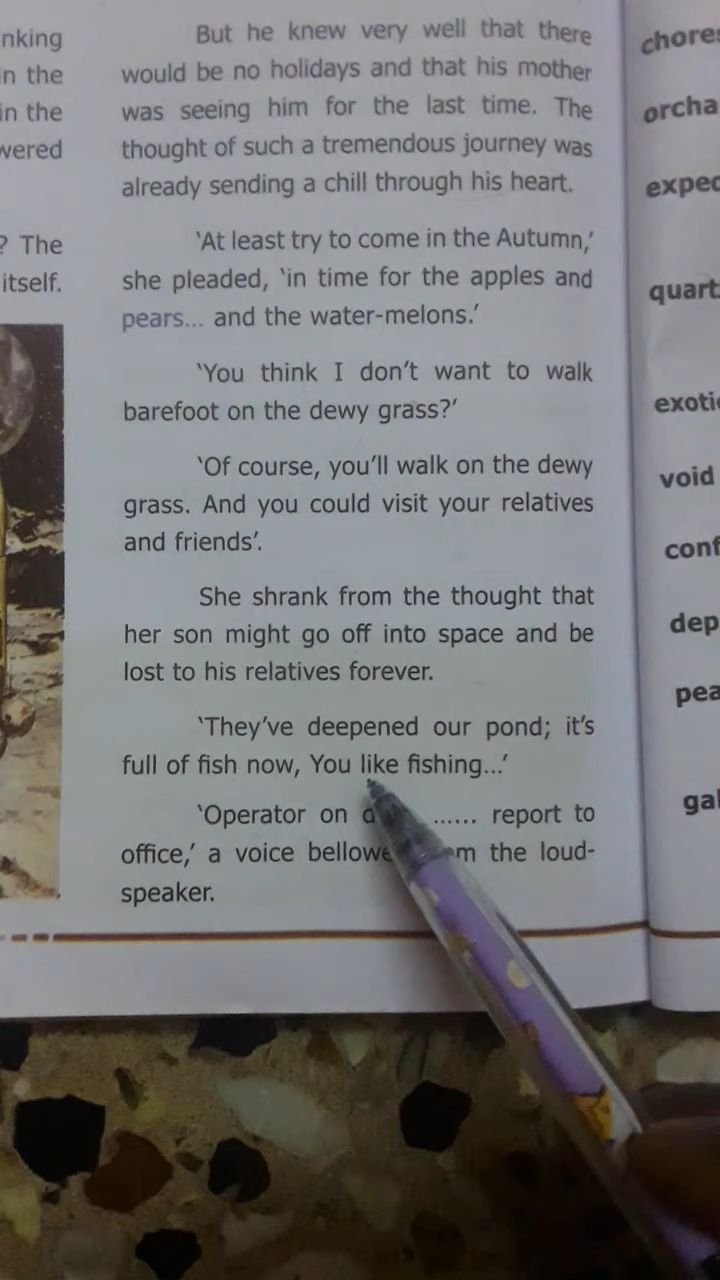 nking
in the
in the
wered
? The
itself.
But he knew very well that there
would be no holidays and that his mother
was seeing him for the last time. The
thought of such a tremendous journey was
already sending a chill through his heart.
‘At least try to come in the Autumn,’
she pleaded, ‘in time for the apples and
pears... and the water-melons.’
‘You think I don’t want to walk
barefoot on the dewy grass?’
‘Of course, you’ll walk on the dewy
grass. And you could visit your relatives
and friends’.
She shrank from the thought that
her son might go off into space and be
lost to his relatives forever.
‘They’ve deepened our pond; it’s
full of fish now, You like fishing...’
‘Operator on d ...... report to
office,’ a voice bellowe m the loud-
speaker.
chores
orcha
expec
quart
exotic
void
conf
dep
pea
gal